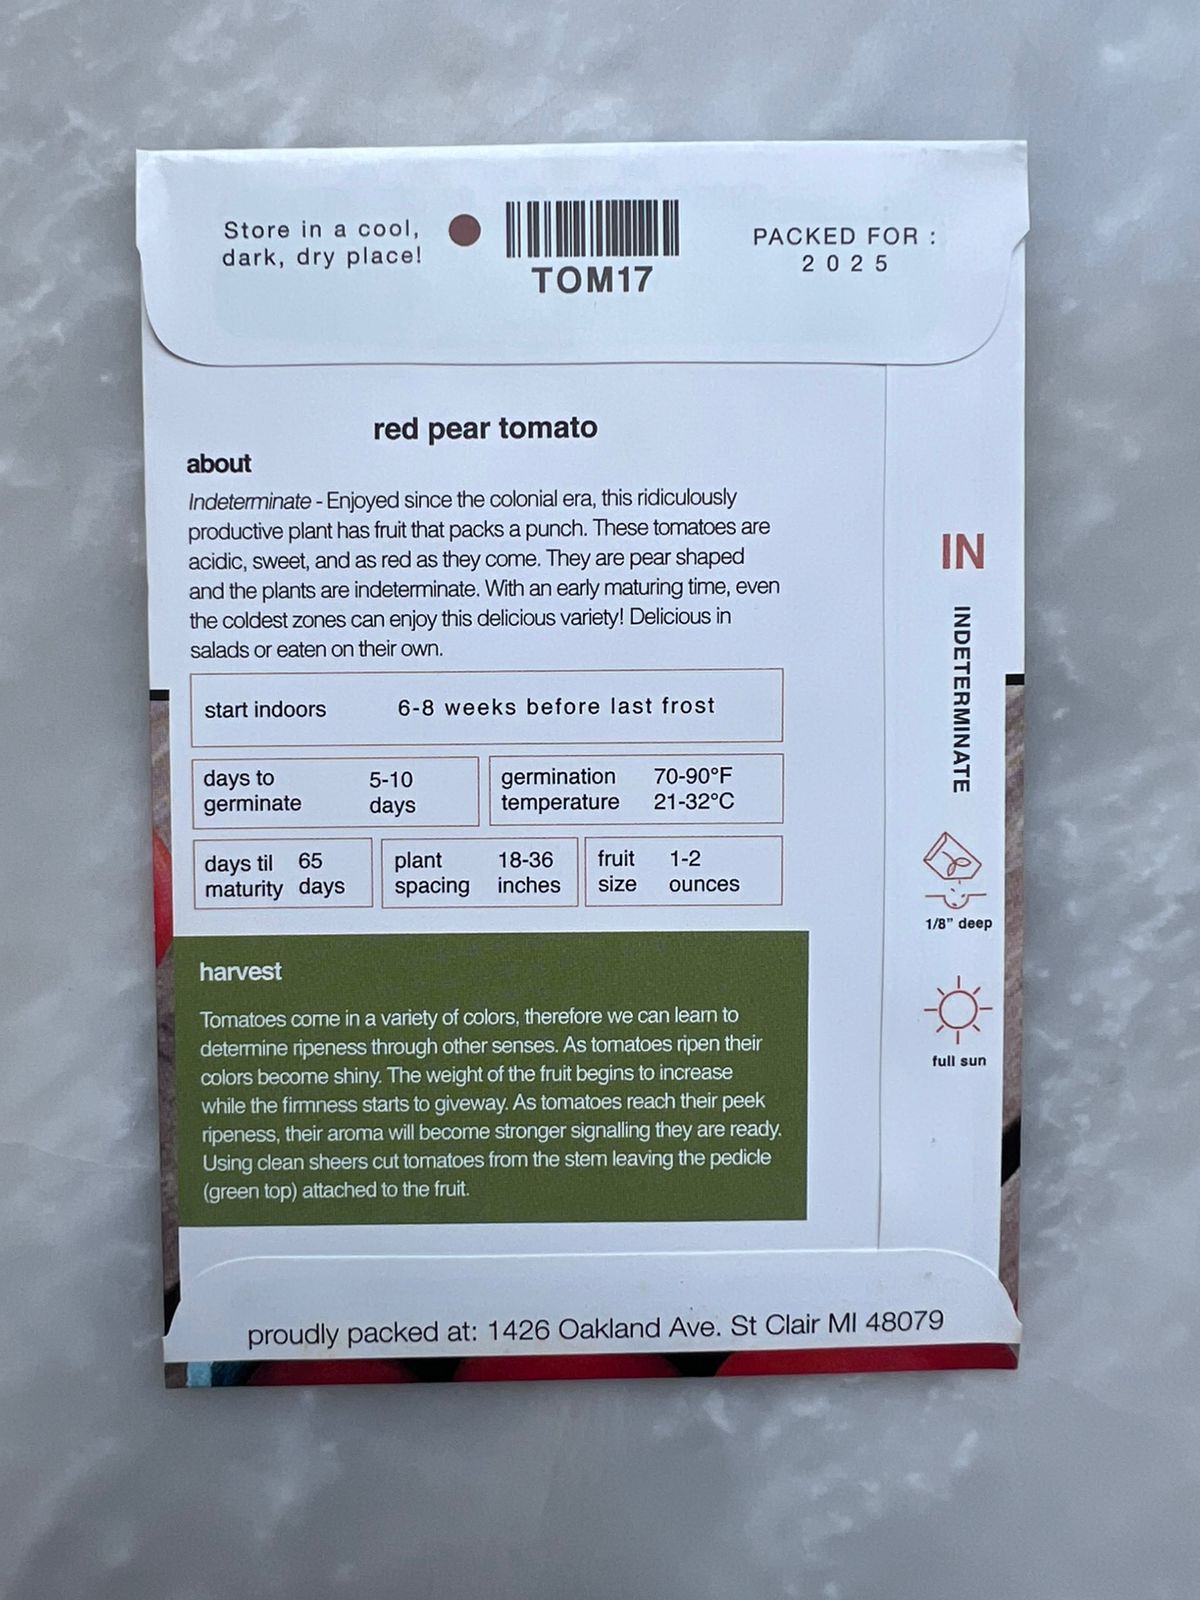 Store in a cool,
dark, dry place!
TOM17
PACKED FOR :
2025
red pear tomato
about
Indeterminate - Enjoyed since the colonial era, this ridiculously
productive plant has fruit that packs a punch. These tomatoes are
acidic, sweet, and as red as they come. They are pear shaped
and the plants are indeterminate. With an early maturing time, even
the coldest zones can enjoy this delicious variety! Delicious in
salads or eaten on their own.
start indoors 6-8 weeks before last frost
days to germinate 5-10 days
germination temperature 70-90°F 21-32°C
days til maturity 65 days
plant spacing 18-36 inches
fruit size 1-2 ounces
harvest
Tomatoes come in a variety of colors, therefore we can learn to
determine ripeness through other senses. As tomatoes ripen their
colors become shiny. The weight of the fruit begins to increase
while the firmness starts to giveway. As tomatoes reach their peek
ripeness, their aroma will become stronger signalling they are ready.
Using clean sheers cut tomatoes from the stem leaving the pedicle
(green top) attached to the fruit.
IN
INDETERMINATE
1/8" deep
full sun
proudly packed at: 1426 Oakland Ave. St Clair MI 48079